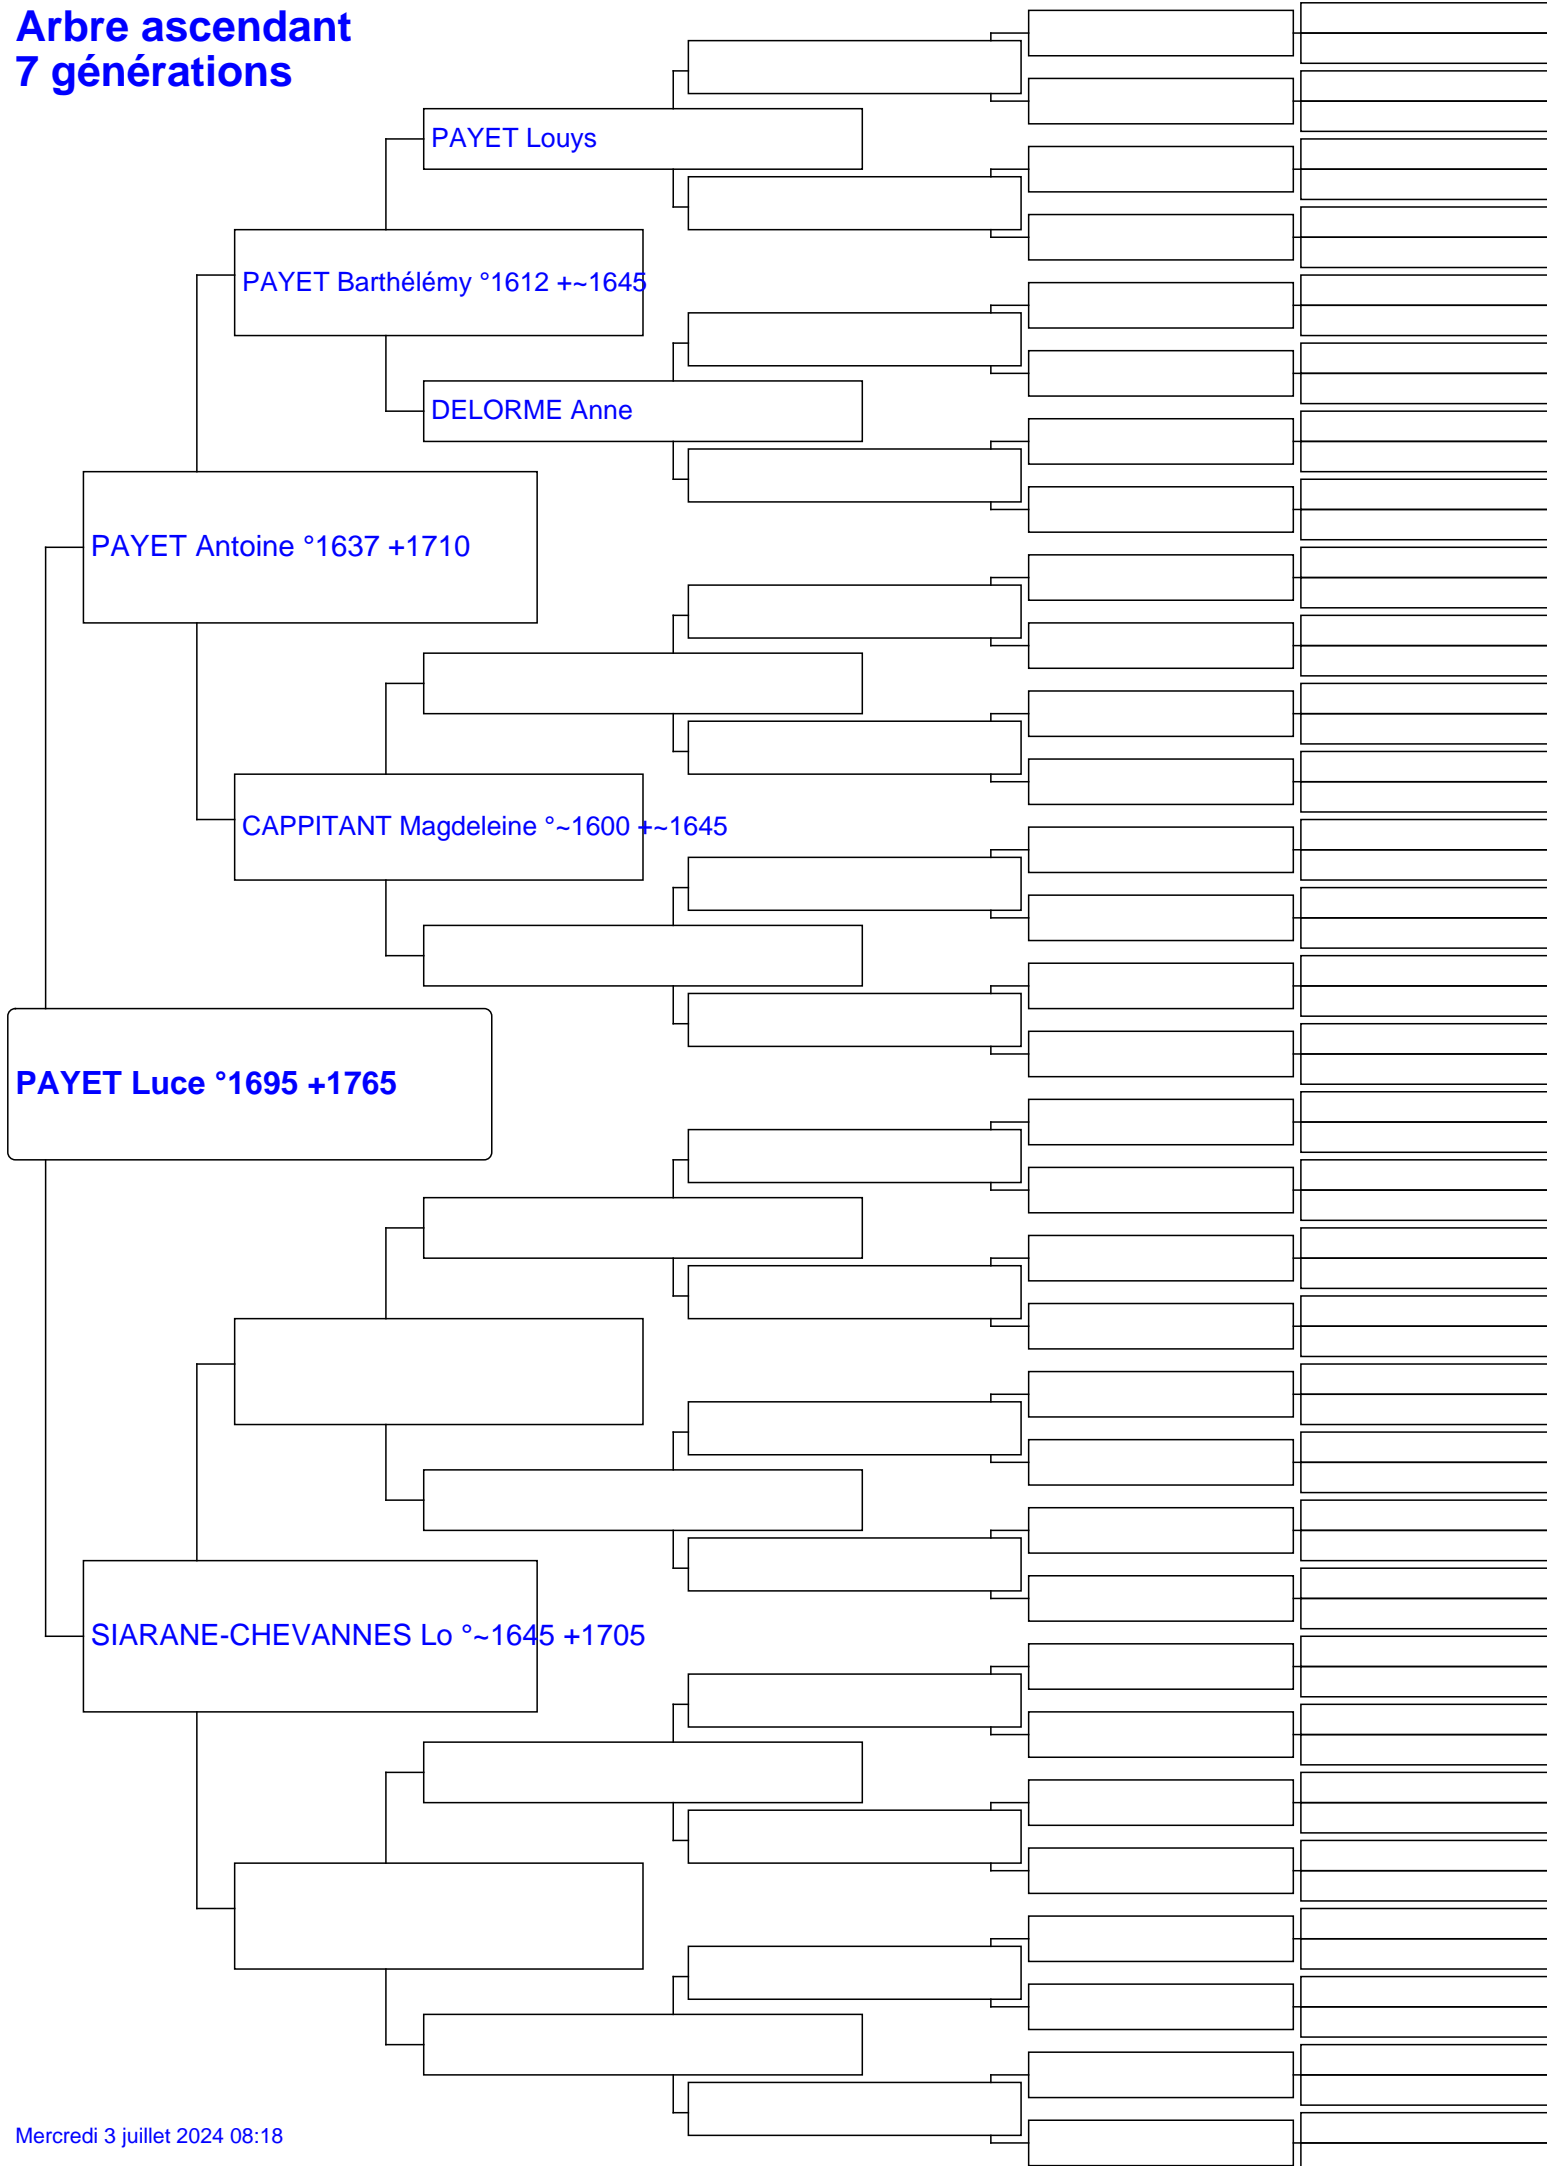 Arbre ascendant
7 générations
PAYET Louys
PAYET Barthélémy °1612 +~1645
DELORME Anne
PAYET Antoine °1637 +1710
CAPPITANT Magdeleine °~1600 +~1645
PAYET Luce °1695 +1765
SIARANE-CHEVANNES Lo °~1645 +1705
Mercredi 3 juillet 2024 08:18